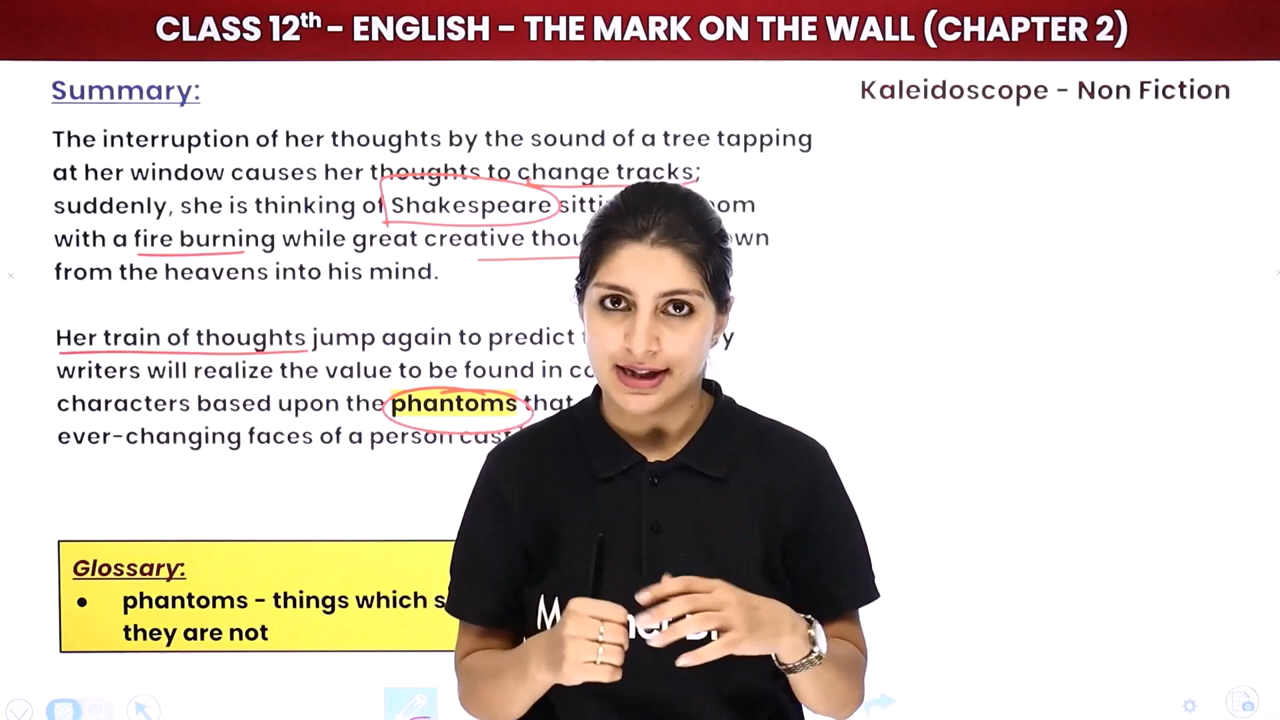 CLASS 12th - ENGLISH - THE MARK ON THE WALL (CHAPTER 2)
Summary:
Kaleidoscope - Non Fiction
The interruption of her thoughts by the sound of a tree tapping
at her window causes her thoughts to change tracks;
suddenly, she is thinking of Shakespeare
with a fire burning while great creative
from the heavens into his mind.
Her train of thoughts jump again to predict
writers will realize the value to be found in
characters based upon the phantoms that
ever-changing faces of a person cast
Glossary:
● phantoms - things which
they are not